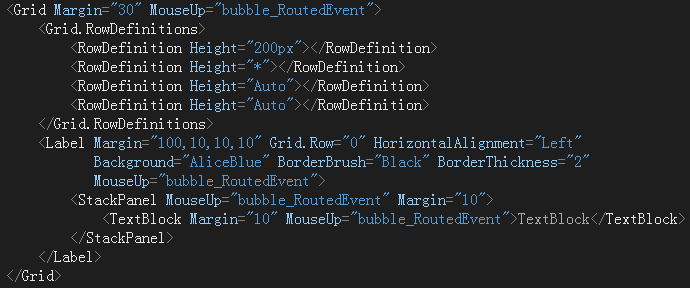 <Grid Margin="30" MouseUp="bubble_RoutedEvent">
    <Grid.RowDefinitions>
        <RowDefinition Height="200px"></RowDefinition>
        <RowDefinition Height="*"></RowDefinition>
        <RowDefinition Height="Auto"></RowDefinition>
        <RowDefinition Height="Auto"></RowDefinition>
    </Grid.RowDefinitions>
    <Label Margin="100,10,10,10" Grid.Row="0" HorizontalAlignment="Left"
           Background="AliceBlue" BorderBrush="Black" BorderThickness="2"
           MouseUp="bubble_RoutedEvent">
        <StackPanel MouseUp="bubble_RoutedEvent" Margin="10">
            <TextBlock Margin="10" MouseUp="bubble_RoutedEvent">TextBlock</TextBlock>
        </StackPanel>
    </Label>
</Grid>